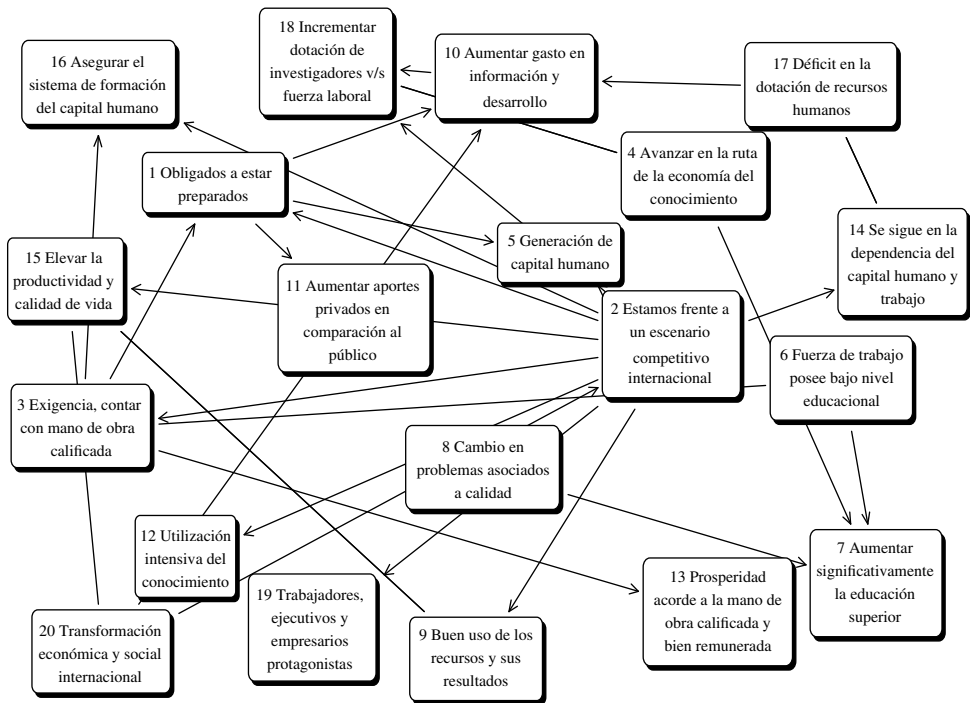 18 Incrementar
dotación de
investigadores v/s
fuerza laboral
16 Asegurar el
sistema de formación
del capital humano
10 Aumentar gasto en
información y
desarrollo
17 Déficit en la
dotación de recursos
humanos
4 Avanzar en la ruta
de la economía del
conocimiento
1 Obligados a estar
preparados
5 Generación de
capital humano
14 Se sigue en la
dependencia del
capital humano y
trabajo
15 Elevar la
productividad y
calidad de vida
11 Aumentar aportes
privados en
comparación al
público
2 Estamos frente a
un escenario
competitivo
internacional
6 Fuerza de trabajo
posee bajo nivel
educacional
3 Exigencia, contar
con mano de obra
calificada
8 Cambio en
problemas asociados
a calidad
12 Utilización
intensiva del
conocimiento
7 Aumentar
significativamente
la educación
superior
13 Prosperidad
acorde a la mano de
obra calificada y
bien remunerada
19 Trabajadores,
ejecutivos y
empresarios
protagonistas
20 Transformación
económica y social
internacional
9 Buen uso de los
recursos y sus
resultados